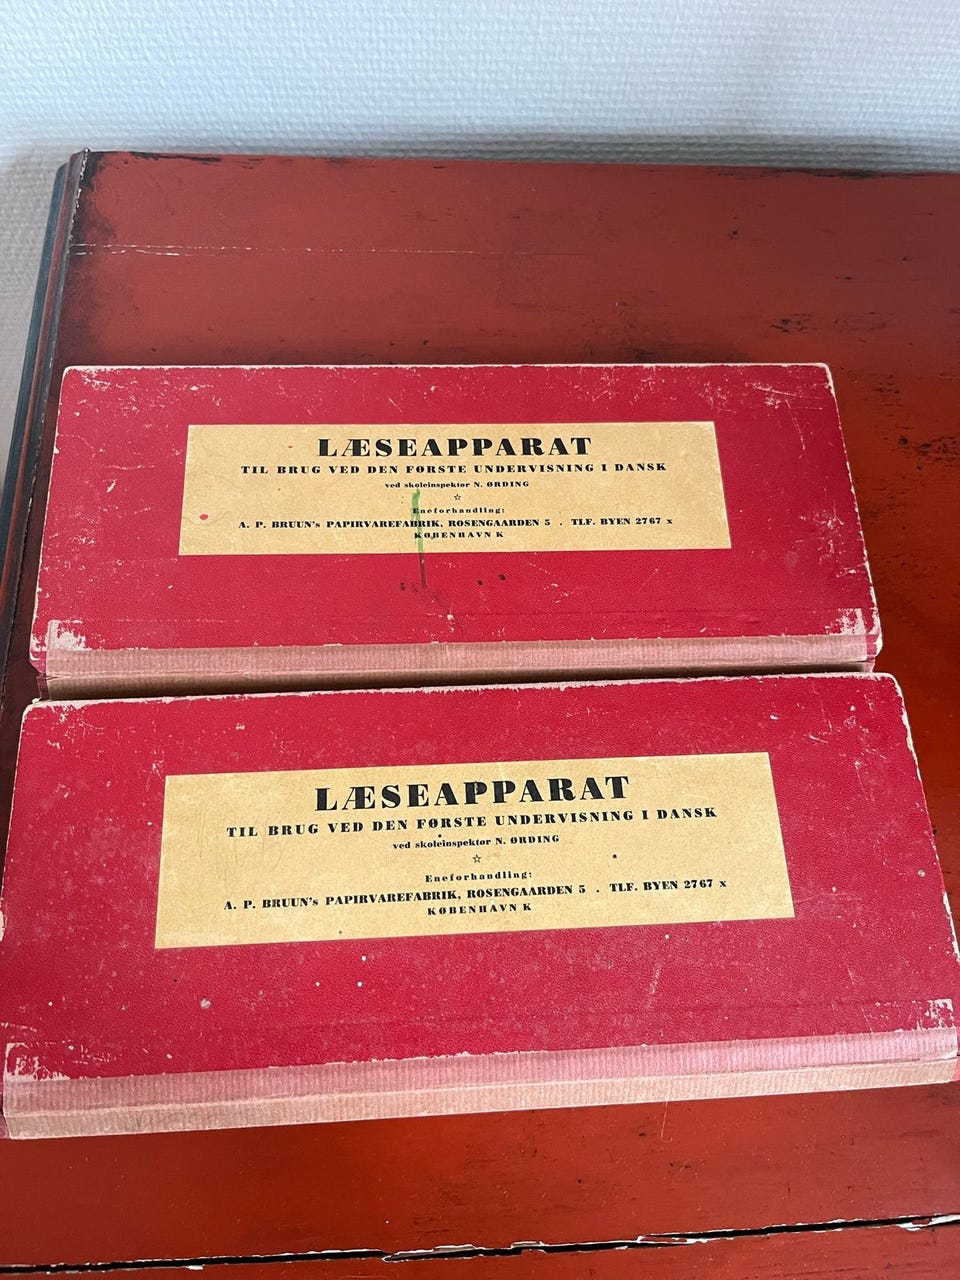 LÆSEAPPARAT
TIL BRUG VED DEN FØRSTE UNDERVISNING I DANSK
ved skoleinspektør N. ØRDING
☆
Eneforhandling:
A. P. BRUUN's PAPIRVAREFABRIK, ROSENGAARDEN 5 . TLF. BYEN 2767 x
KØBENHAVN K
LÆSEAPPARAT
TIL BRUG VED DEN FØRSTE UNDERVISNING I DANSK
ved skoleinspektør N. ØRDING
☆
Eneforhandling:
A. P. BRUUN's PAPIRVAREFABRIK, ROSENGAARDEN 5 . TLF. BYEN 2767 x
KØBENHAVN K